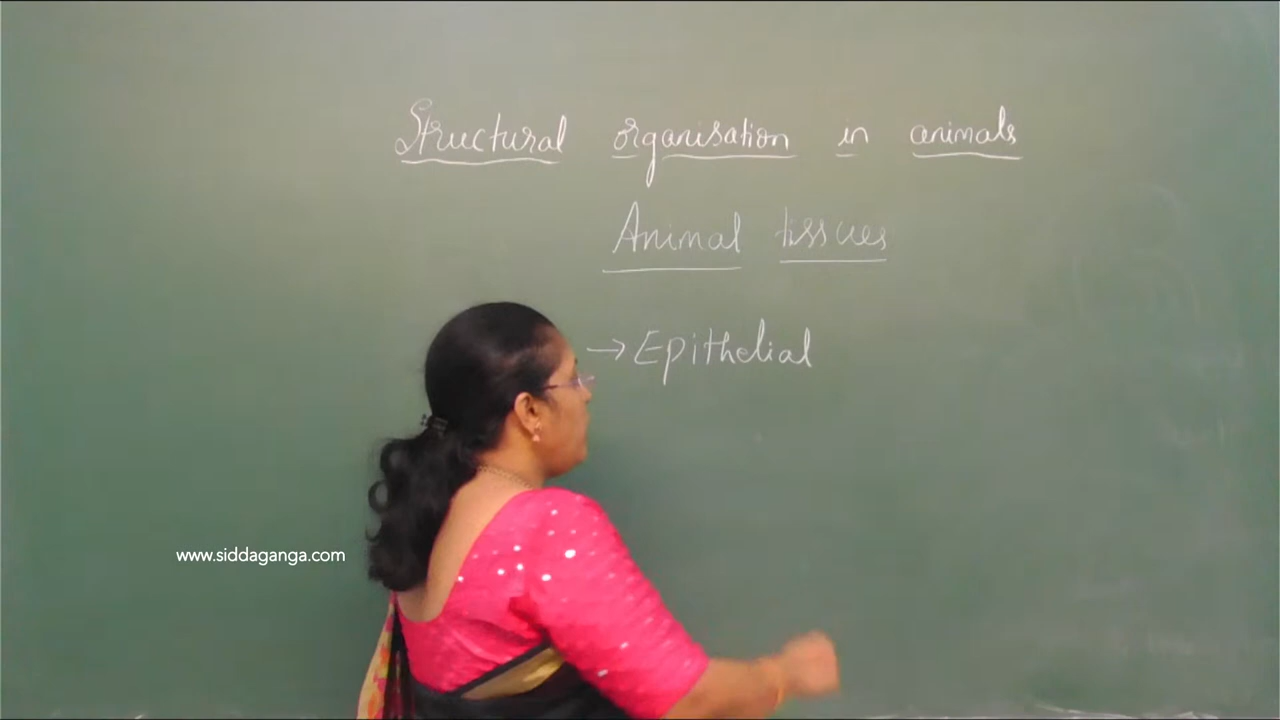 Structural organisation in animals
Animal tissues
→ Epithelial
www.siddaganga.com